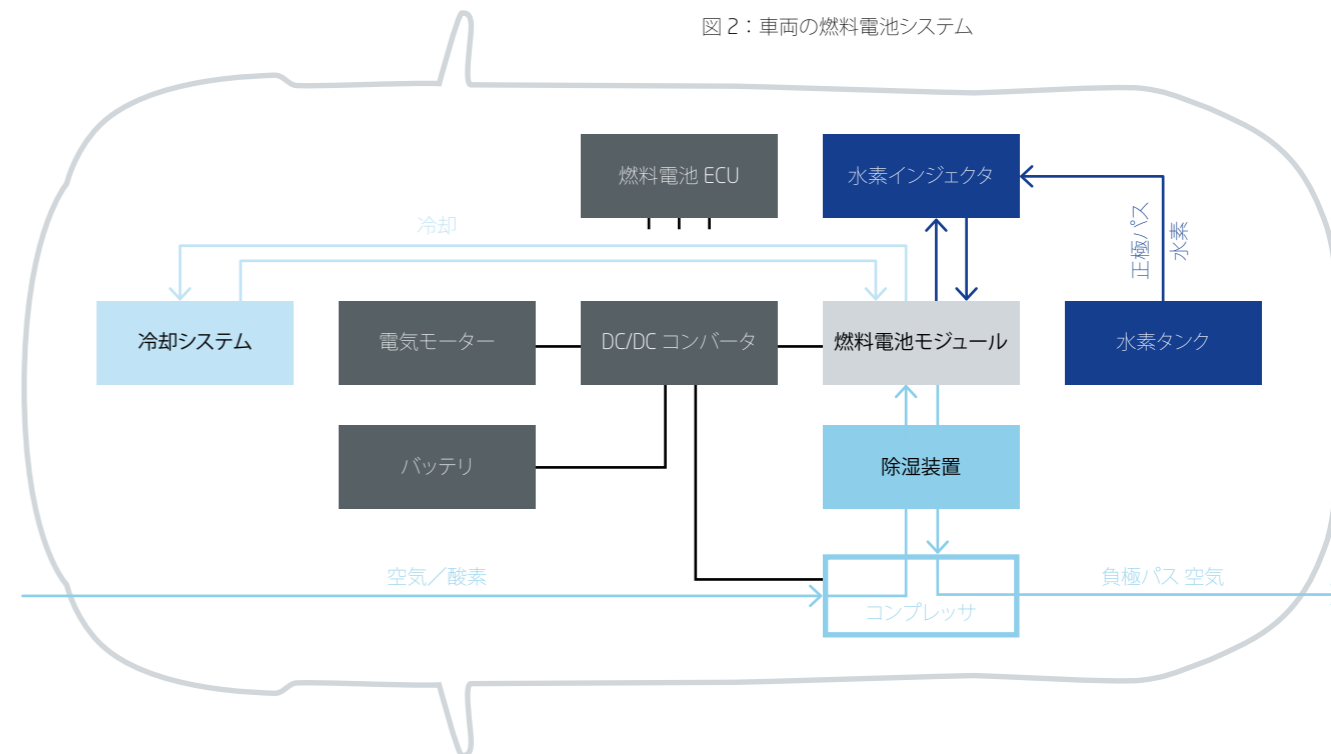 図 2：車両の燃料電池システム
燃料電池 ECU
水素インジェクタ
冷却
正極パス
水素
冷却システム
電気モーター
DC/DC コンバータ
燃料電池モジュール
水素タンク
バッテリ
除湿装置
空気／酸素
負極パス 空気
コンプレッサ